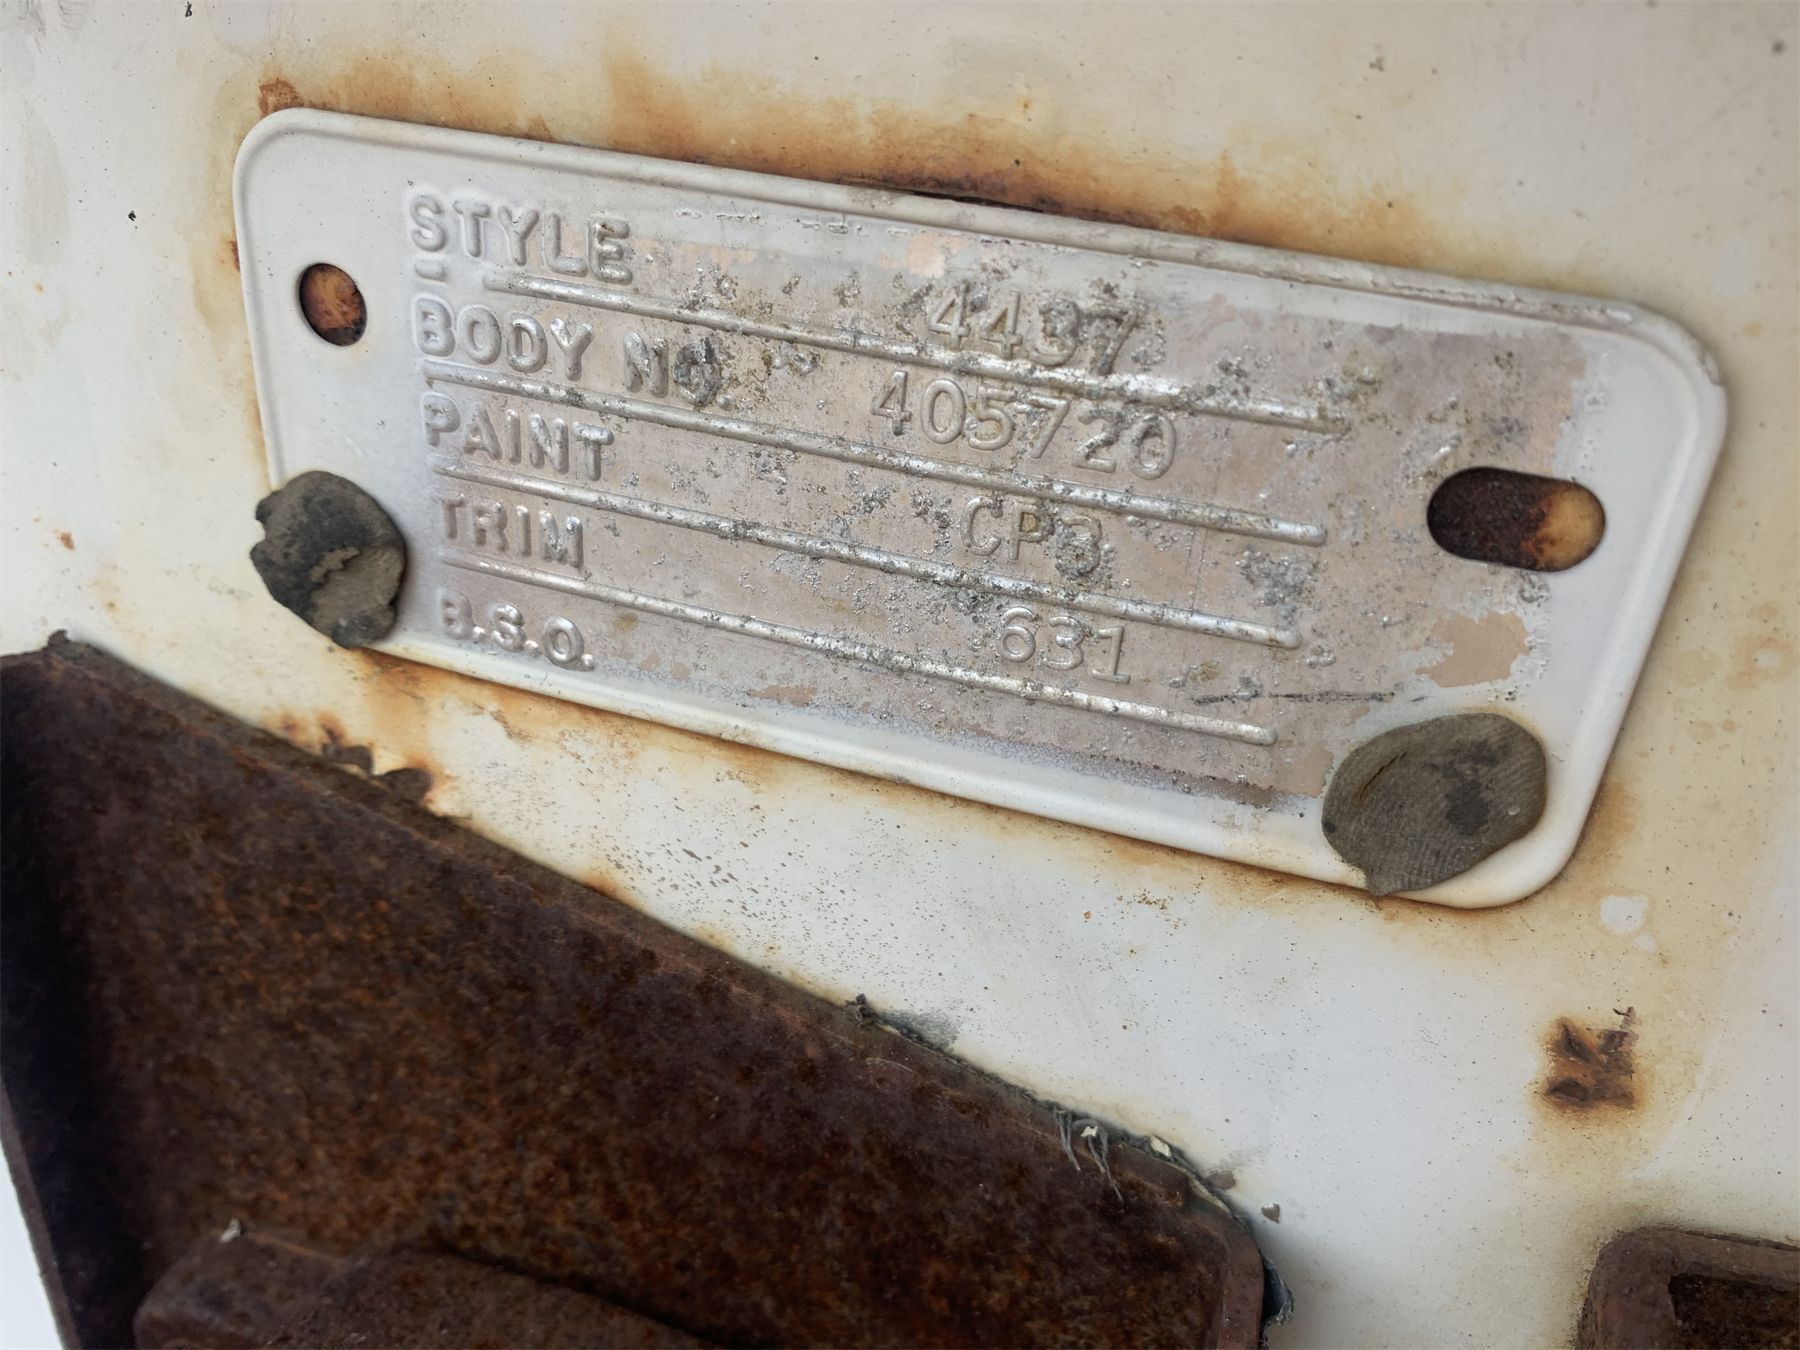 STYLE 4437
BODY NO. 405720
PAINT CP3
TRIM 631
B.S.O.